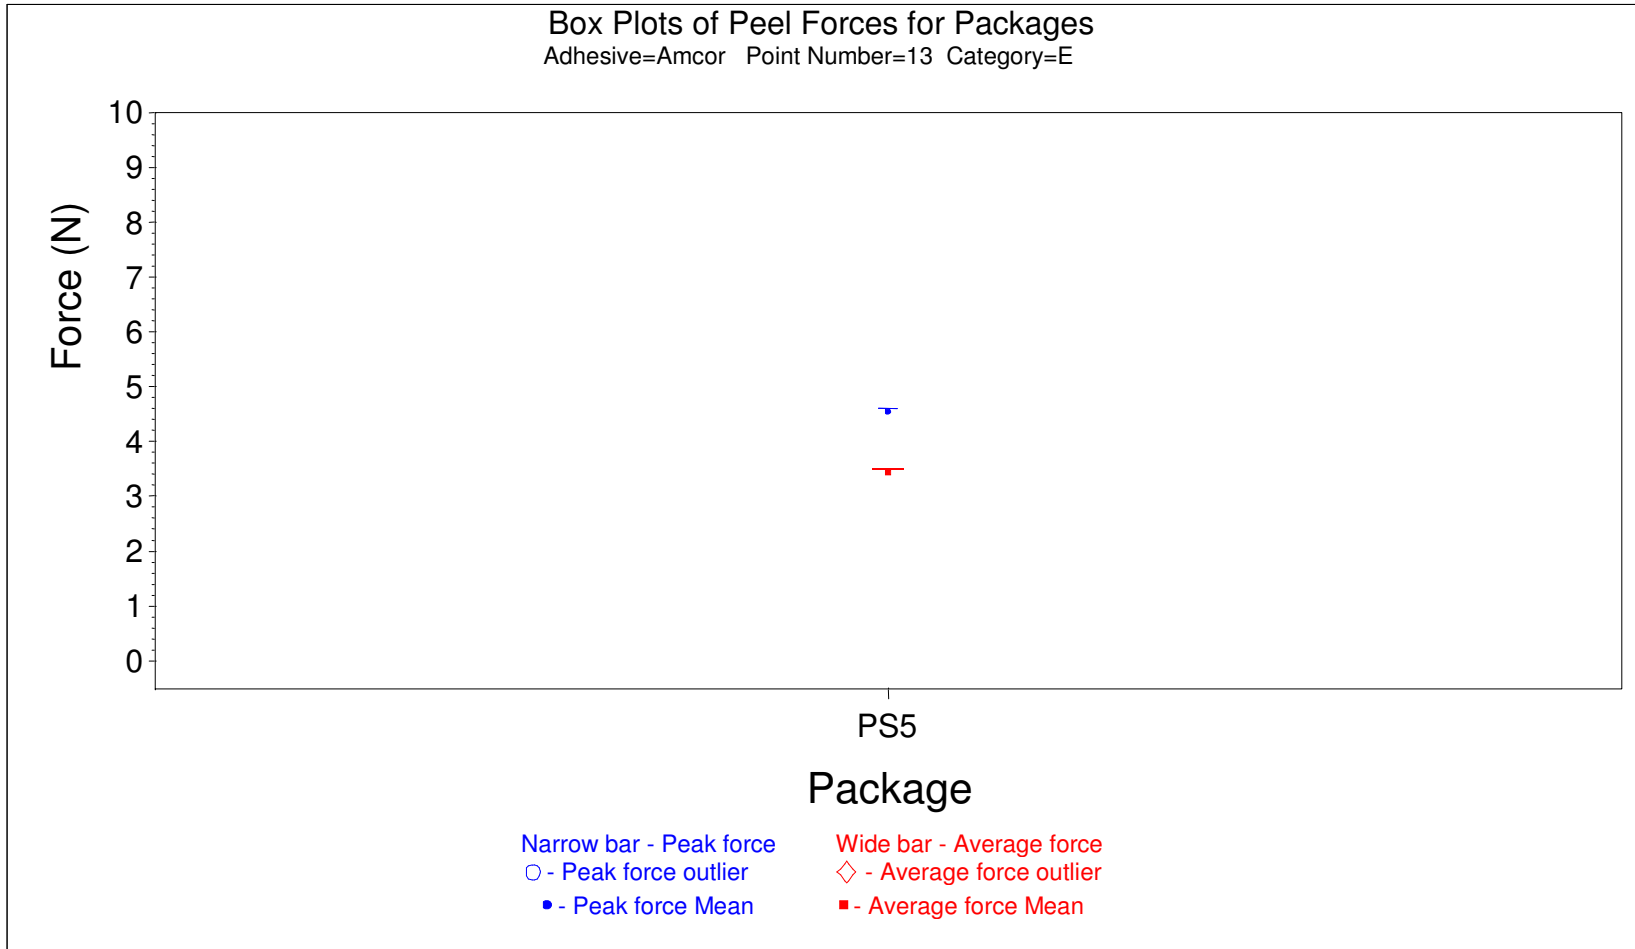 Box Plots of Peel Forces for Packages
Adhesive=Amcor Point Number=13 Category=E
Force (N)
10
9
8
7
6
5
4
3
2
1
0
PS5
Package
Narrow bar - Peak force Wide bar - Average force
- Peak force outlier - Average force outlier
- Peak force Mean - Average force Mean